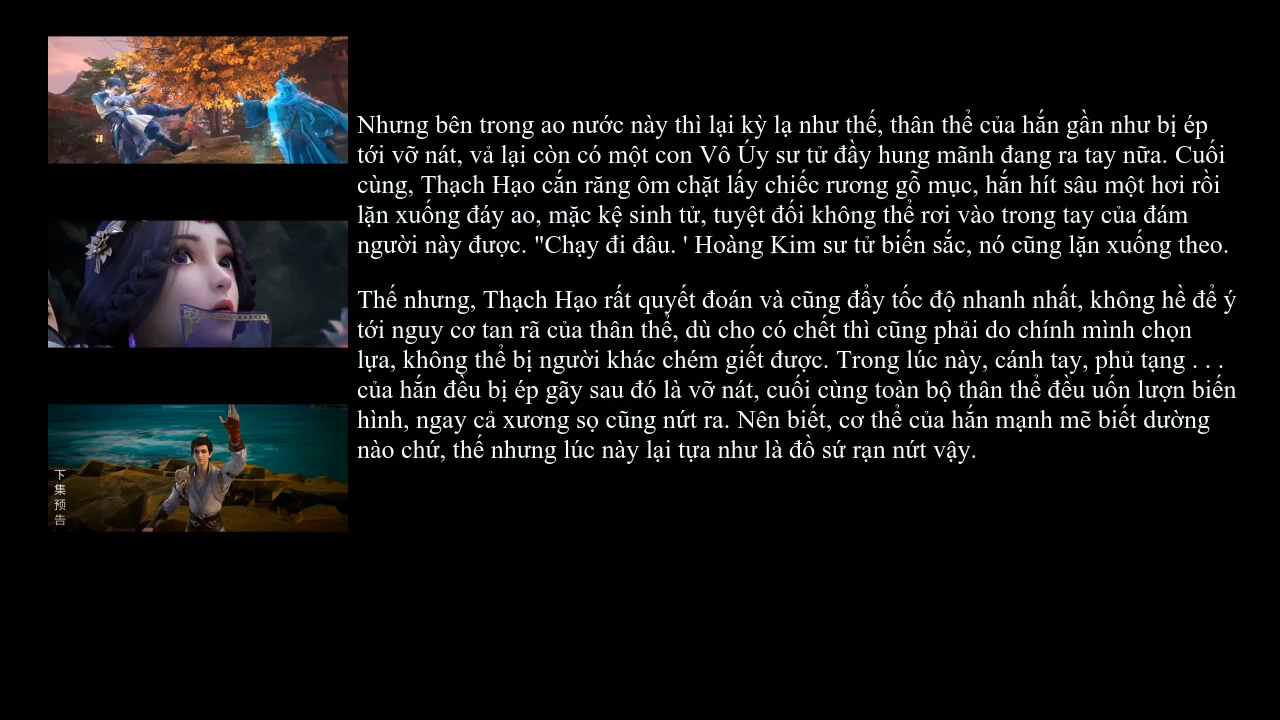 Nhưng bên trong ao nước này thì lại kỳ lạ như thế, thân thể của hắn gần như bị ép
tới vỡ nát, vả lại còn có một con Vô Úy sư tử đầy hung mãnh đang ra tay nữa. Cuối
cùng, Thạch Hạo cắn răng ôm chặt lấy chiếc rương gỗ mục, hắn hít sâu một hơi rồi
lặn xuống đáy ao, mặc kệ sinh tử, tuyệt đối không thể rơi vào trong tay của đám
người này được. "Chạy đi đâu. ' Hoàng Kim sư tử biến sắc, nó cũng lặn xuống theo.
Thế nhưng, Thạch Hạo rất quyết đoán và cũng đẩy tốc độ nhanh nhất, không hề để ý
tới nguy cơ tan rã của thân thể, dù cho có chết thì cũng phải do chính mình chọn
lựa, không thể bị người khác chém giết được. Trong lúc này, cánh tay, phủ tạng . . .
của hắn đều bị ép gãy sau đó là vỡ nát, cuối cùng toàn bộ thân thể đều uốn lượn biến
hình, ngay cả xương sọ cũng nứt ra. Nên biết, cơ thể của hắn mạnh mẽ biết dường
nào chứ, thế nhưng lúc này lại tựa như là đồ sứ rạn nứt vậy.
下集预告